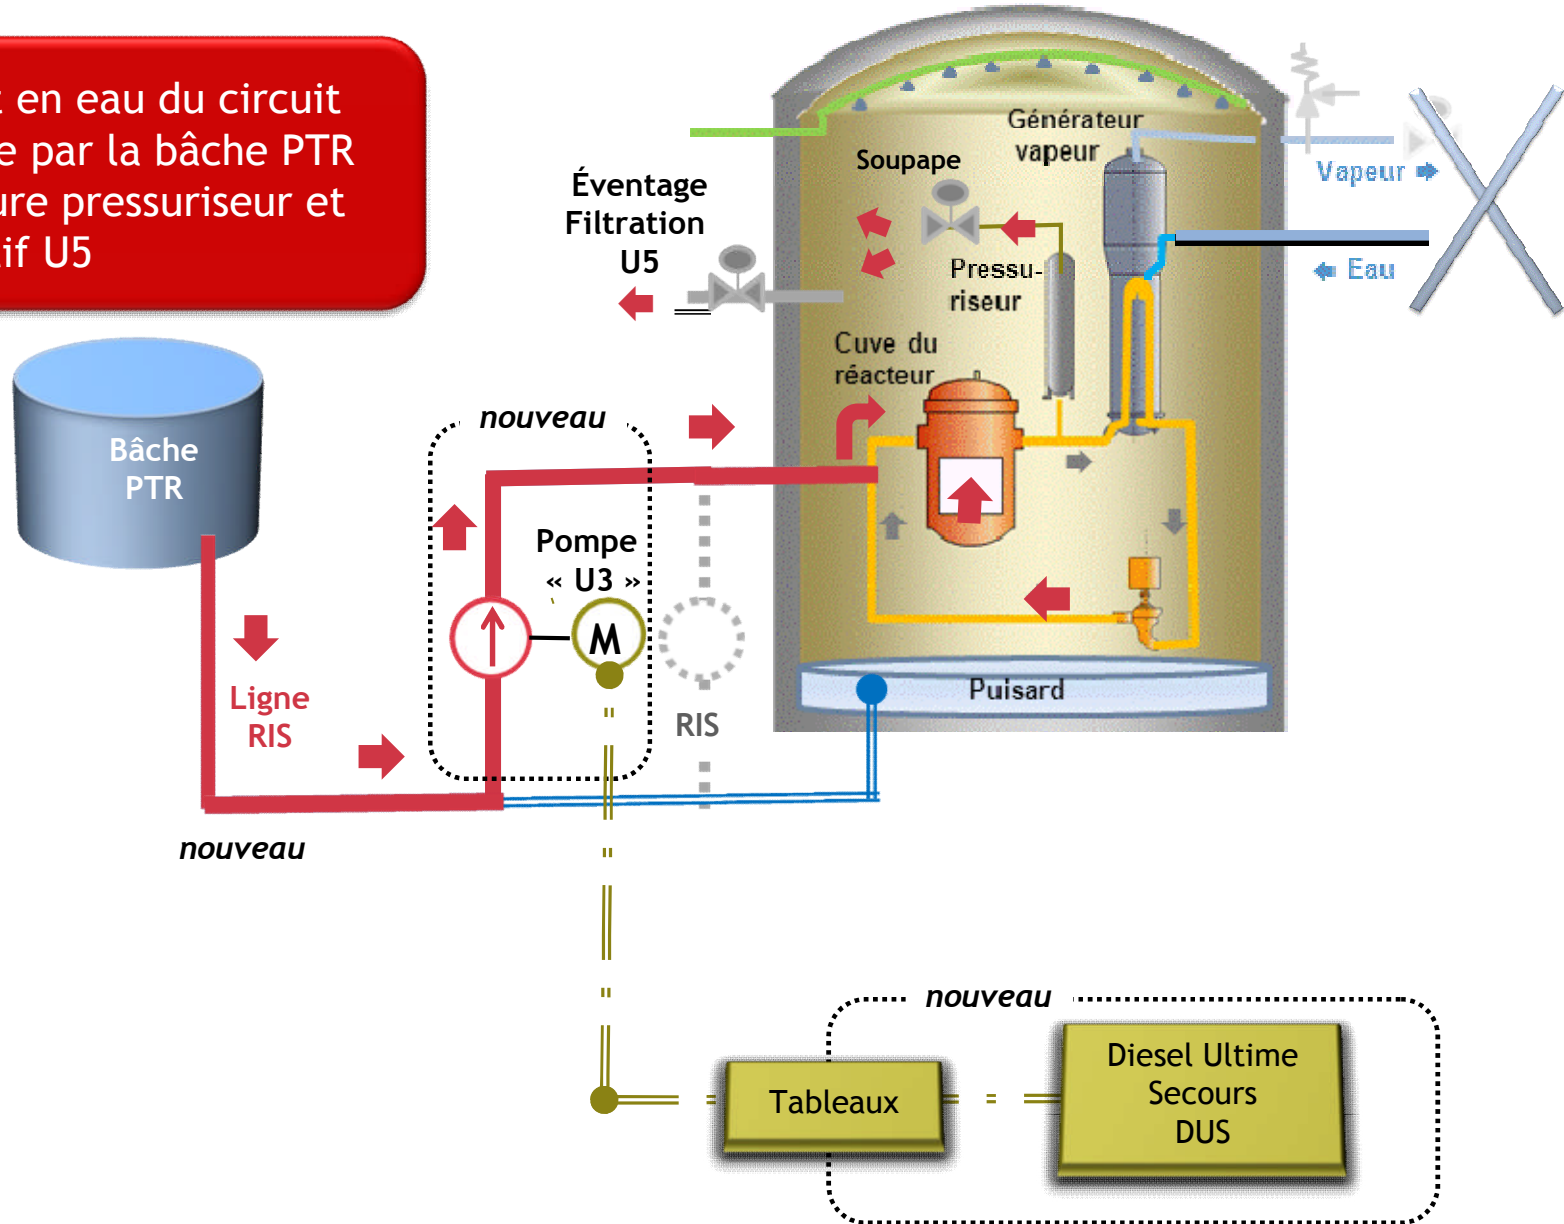 en eau du circuit
par la bâche PTR
pressuriseur et
U5
Éventage
Filtration
U5
Soupape
Générateur
vapeur
Vapeur
Eau
Pressu-
riseur
Cuve du
réacteur
Bâche
PTR
nouveau
Pompe
« U3 »
M
Ligne
RIS
RIS
Puisard
nouveau
nouveau
Tableaux
Diesel Ultime
Secours
DUS